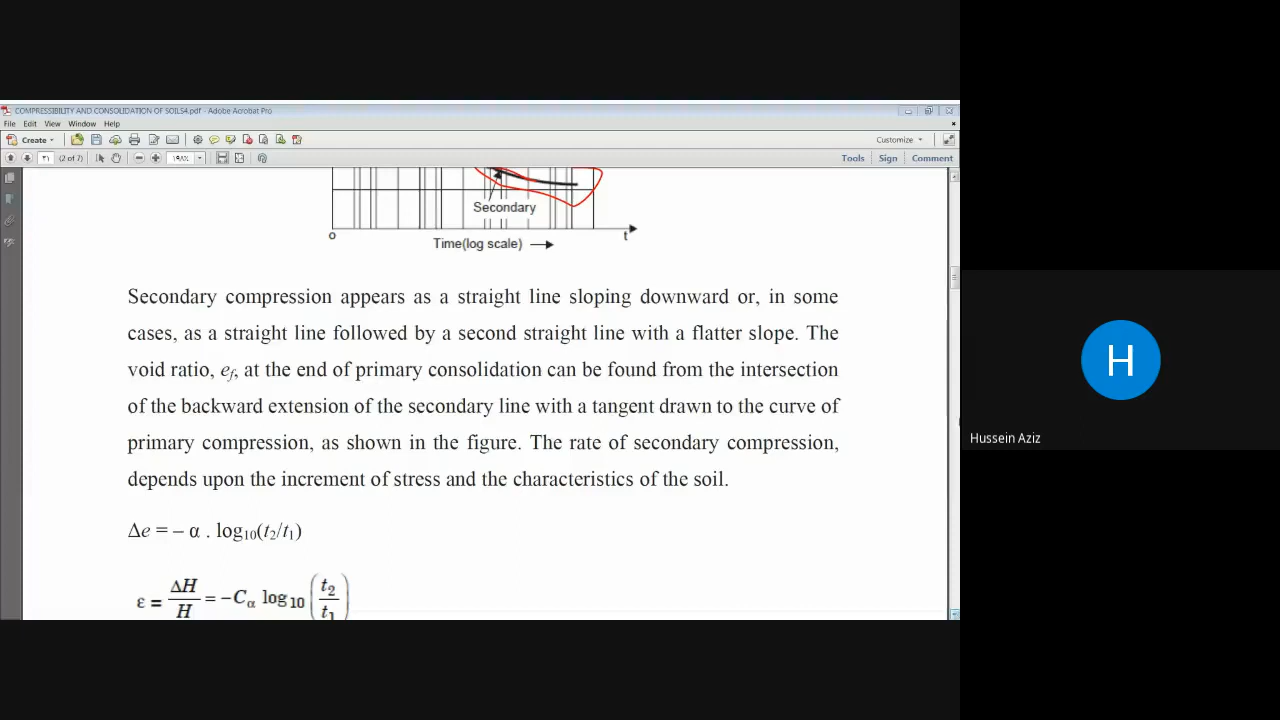 COMPRESSIBILITY AND CONSOLIDATION OF SOILS4.pdf - Adobe Acrobat Pro
File Edit View Window Help
Create Customize
٣١ (2 of 7) ١٩٨% Tools Sign Comment
Secondary
o t
Time(log scale)
Secondary compression appears as a straight line sloping downward or, in some
cases, as a straight line followed by a second straight line with a flatter slope. The
void ratio, ef, at the end of primary consolidation can be found from the intersection
of the backward extension of the secondary line with a tangent drawn to the curve of
primary compression, as shown in the figure. The rate of secondary compression,
depends upon the increment of stress and the characteristics of the soil.
Δe = – α . log10(t2/t1)
ε = ΔH/H = –Cα log10 (t2/t1)
H
Hussein Aziz